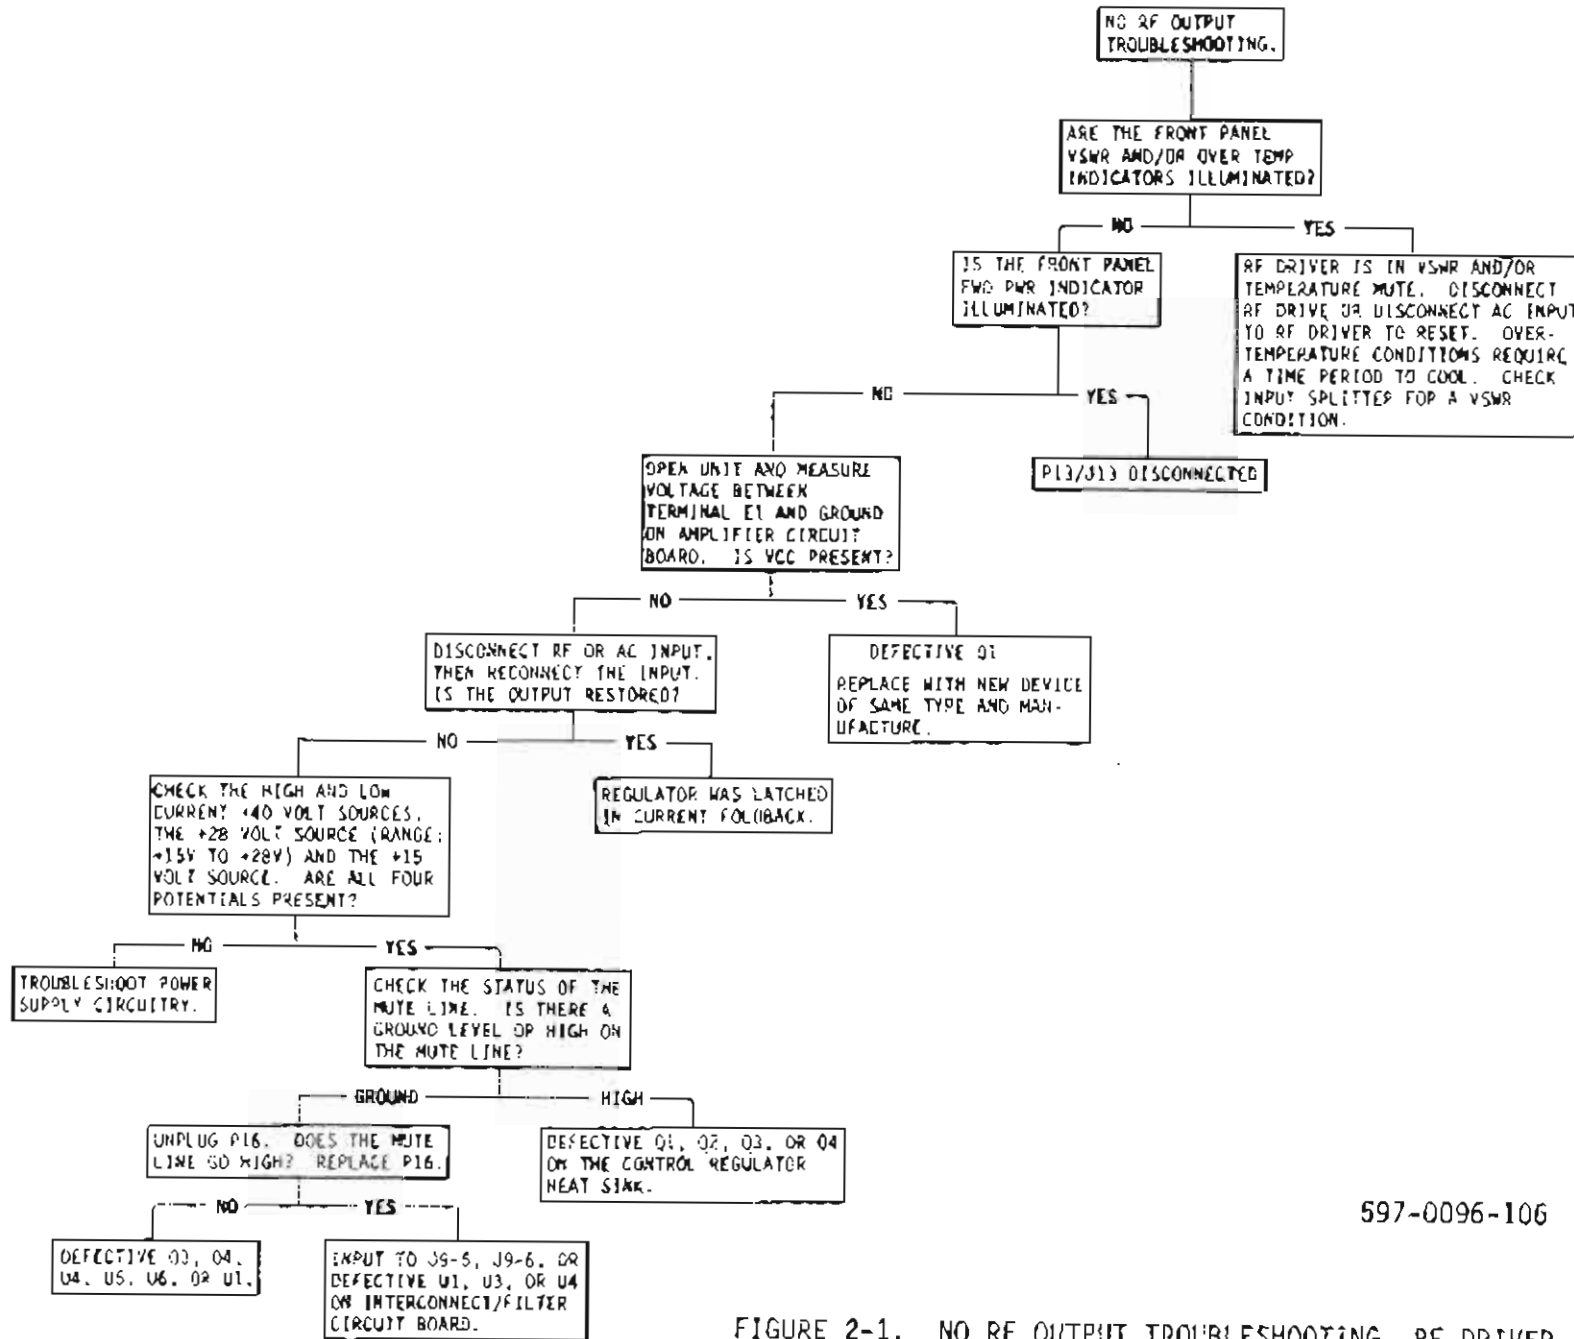 NO RF OUTPUT
TROUBLESHOOTING.
ARE THE FRONT PANEL
VSWR AND/OR OVER TEMP
INDICATORS ILLUMINATED?
NO
YES
IS THE FRONT PANEL
FWD PWR INDICATOR
ILLUMINATED?
RF DRIVER IS IN VSWR AND/OR
TEMPERATURE MUTE. DISCONNECT
RF DRIVE OR DISCONNECT AC INPUT
TO RF DRIVER TO RESET. OVER-
TEMPERATURE CONDITIONS REQUIRE
A TIME PERIOD TO COOL. CHECK
INPUT SPLITTER FOR A VSWR
CONDITION.
NO
YES
OPEN UNIT AND MEASURE
VOLTAGE BETWEEN
TERMINAL E1 AND GROUND
ON AMPLIFIER CIRCUIT
BOARD. IS VCC PRESENT?
P13/J13 DISCONNECTED
NO
YES
DISCONNECT RF OR AC INPUT,
THEN RECONNECT THE INPUT.
IS THE OUTPUT RESTORED?
DEFECTIVE Q1
REPLACE WITH NEW DEVICE
OF SAME TYPE AND MAN-
UFACTURE.
NO
YES
CHECK THE HIGH AND LOW
CURRENT +40 VOLT SOURCES,
THE +28 VOLT SOURCE (RANGE:
+15V TO +28V) AND THE +15
VOLT SOURCE. ARE ALL FOUR
POTENTIALS PRESENT?
REGULATOR WAS LATCHED
IN CURRENT FOLDBACK.
NO
YES
TROUBLESHOOT POWER
SUPPLY CIRCUITRY.
CHECK THE STATUS OF THE
MUTE LINE. IS THERE A
GROUND LEVEL OR HIGH ON
THE MUTE LINE?
GROUND
HIGH
UNPLUG P16. DOES THE MUTE
LINE GO HIGH? REPLACE P16.
DEFECTIVE Q1, Q2, Q3, OR Q4
ON THE CONTROL REGULATOR
HEAT SINK.
NO
YES
DEFECTIVE Q3, Q4,
U4, U5, U6, OR U1.
INPUT TO J9-5, J9-6, OR
DEFECTIVE U1, U3, OR U4
ON INTERCONNECT/FILTER
CIRCUIT BOARD.
597-0096-106
FIGURE 2-1. NO RF OUTPUT TROUBLESHOOTING, RF DRIVER